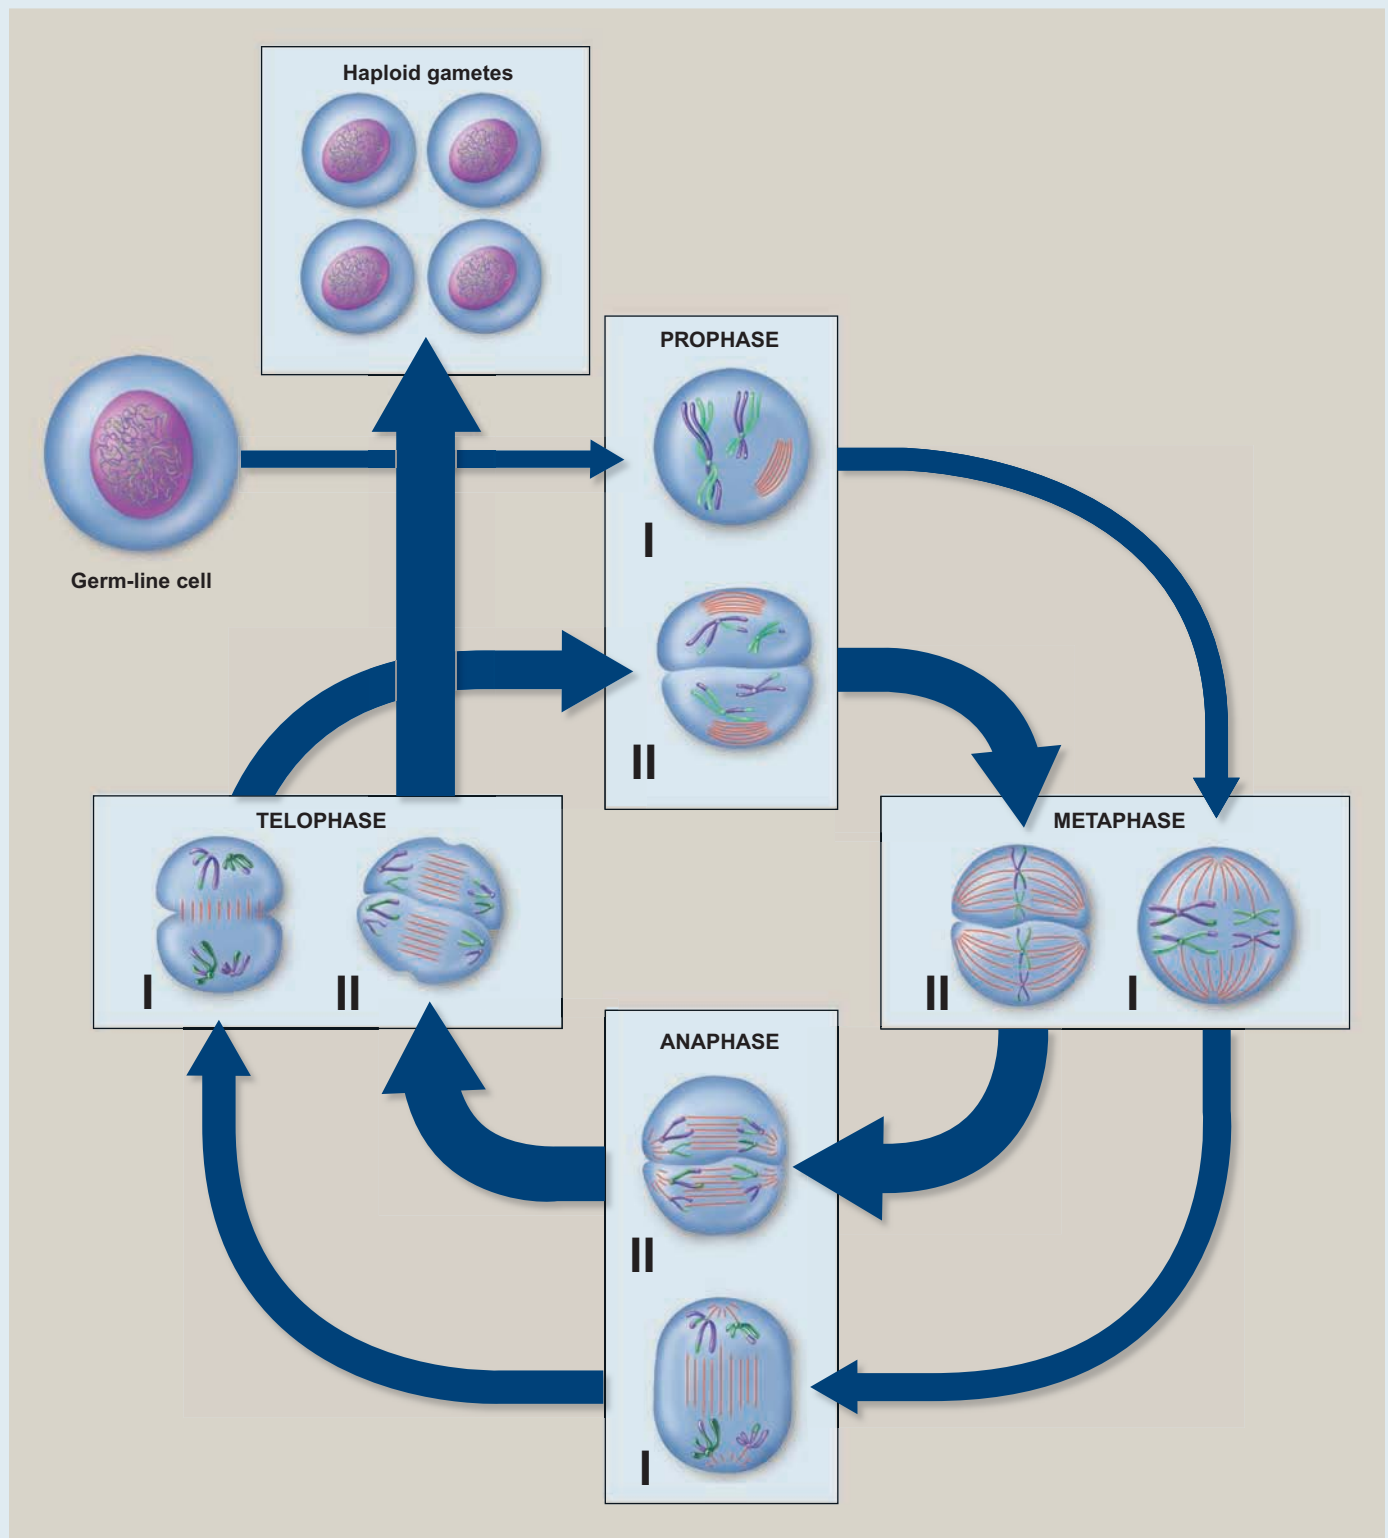 Haploid gametes
PROPHASE
I
Germ-line cell
II
TELOPHASE
I
II
METAPHASE
II
I
ANAPHASE
II
I